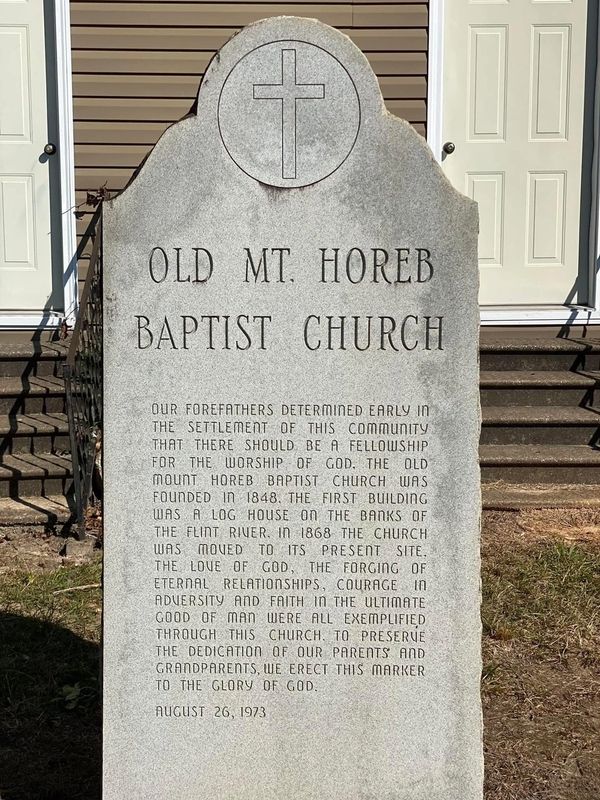 OLD MT. HOREB
BAPTIST CHURCH
OUR FOREFATHERS DETERMINED EARLY IN
THE SETTLEMENT OF THIS COMMUNITY
THAT THERE SHOULD BE A FELLOWSHIP
FOR THE WORSHIP OF GOD. THE OLD
MOUNT HOREB BAPTIST CHURCH WAS
FOUNDED IN 1848. THE FIRST BUILDING
WAS A LOG HOUSE ON THE BANKS OF
THE FLINT RIVER. IN 1868 THE CHURCH
WAS MOVED TO ITS PRESENT SITE.
THE LOVE OF GOD, THE FORGING OF
ETERNAL RELATIONSHIPS, COURAGE IN
ADVERSITY AND FAITH IN THE ULTIMATE
GOOD OF MAN WERE ALL EXEMPLIFIED
THROUGH THIS CHURCH. TO PRESERVE
THE DEDICATION OF OUR PARENTS AND
GRANDPARENTS, WE ERECT THIS MARKER
TO THE GLORY OF GOD.
AUGUST 26, 1973